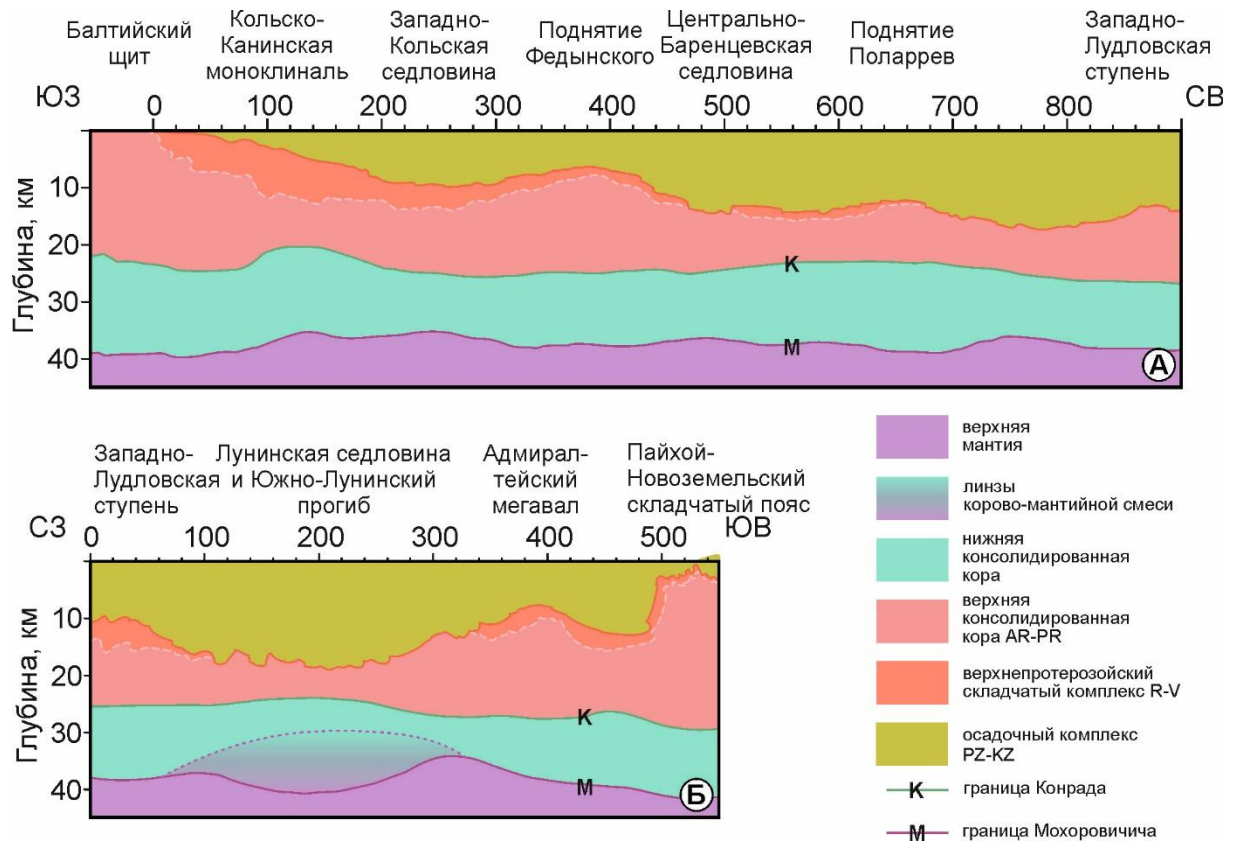 Балтийский
щит
Кольско-
Канинская
моноклиналь
Западно-
Кольская
седловина
Поднятие
Федынского
Центрально-
Баренцевская
седловина
Поднятие
Поларрев
Западно-
Лудловская
ступень
ЮЗ 0 100 200 300 400 500 600 700 800 СВ
Глубина, км
10
20
30
40
К
М
А
Западно-
Лудловская
ступень
Лунинская седловина
и Южно-Лунинский
прогиб
Адмирал-
тейский
мегавал
Пайхой-
Новоземельский
складчатый пояс
СЗ 0 100 200 300 400 500 ЮВ
Глубина, км
10
20
30
40
К
М
Б
верхняя
мантия
линзы
корово-мантийной смеси
нижняя
консолидированная
кора
верхняя
консолидированная
кора AR-PR
верхнепротерозойский
складчатый комплекс R-V
осадочный комплекс
PZ-KZ
К граница Конрада
М граница Мохоровичича